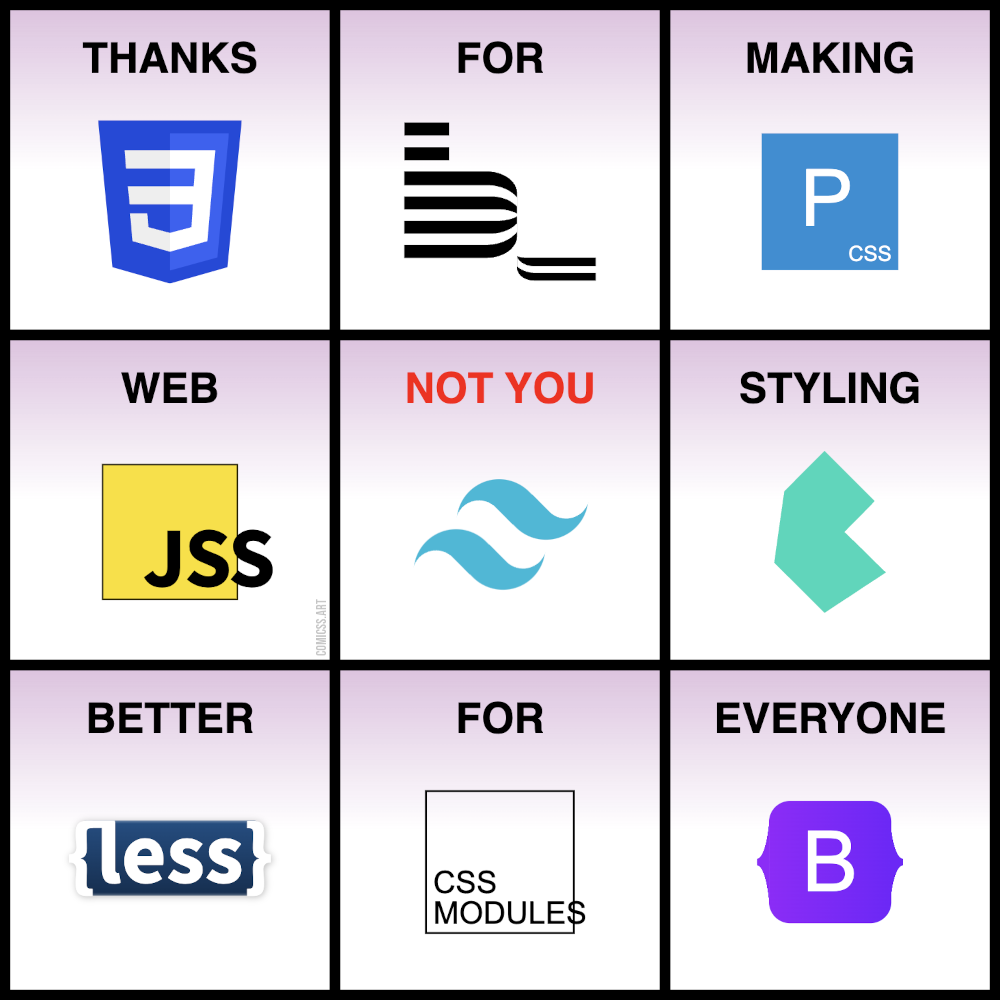 THANKS
FOR
MAKING
P
CSS
WEB
JSS
COMICSS.ART
NOT YOU
STYLING
BETTER
{less}
FOR
CSS
MODULES
EVERYONE
B